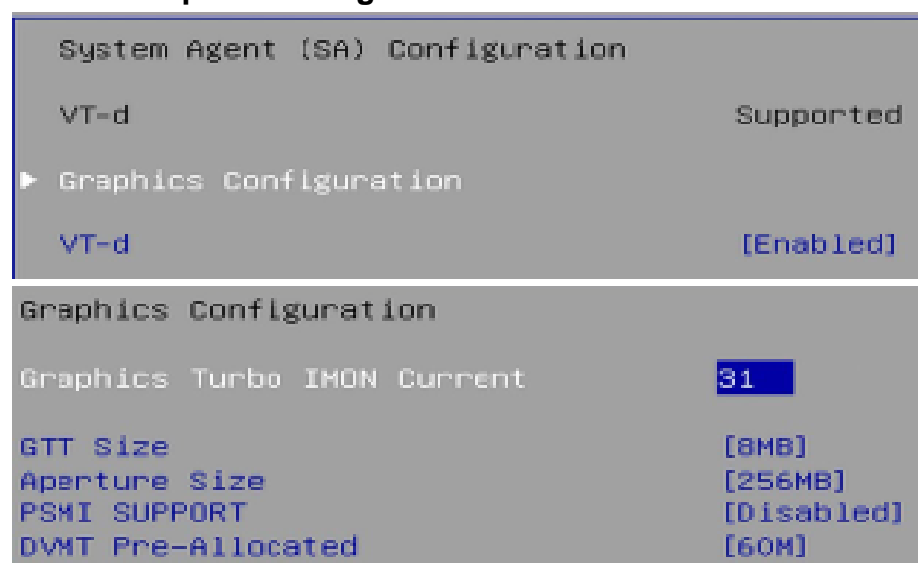 System Agent (SA) Configuration
VT-d Supported
▶ Graphics Configuration
VT-d [Enabled]
Graphics Configuration
Graphics Turbo IMON Current 31
GTT Size [8MB]
Aperture Size [256MB]
PSMI SUPPORT [Disabled]
DVMT Pre-Allocated [60M]